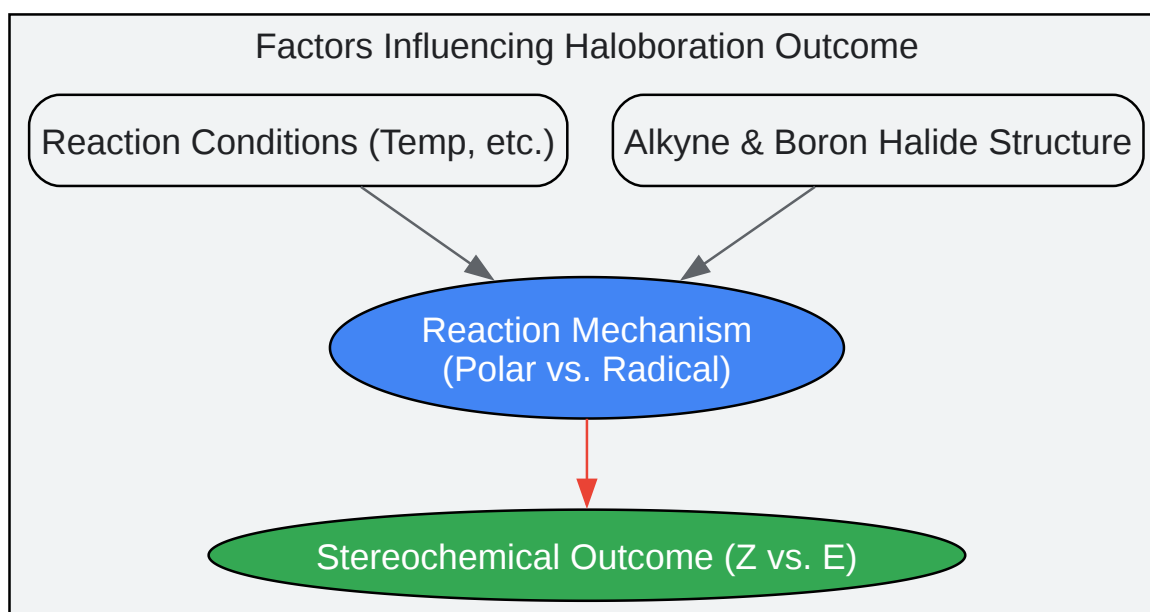 Factors Influencing Haloboration Outcome
Reaction Conditions (Temp, etc.)
Alkyne & Boron Halide Structure
Reaction Mechanism
(Polar vs. Radical)
Stereochemical Outcome (Z vs. E)